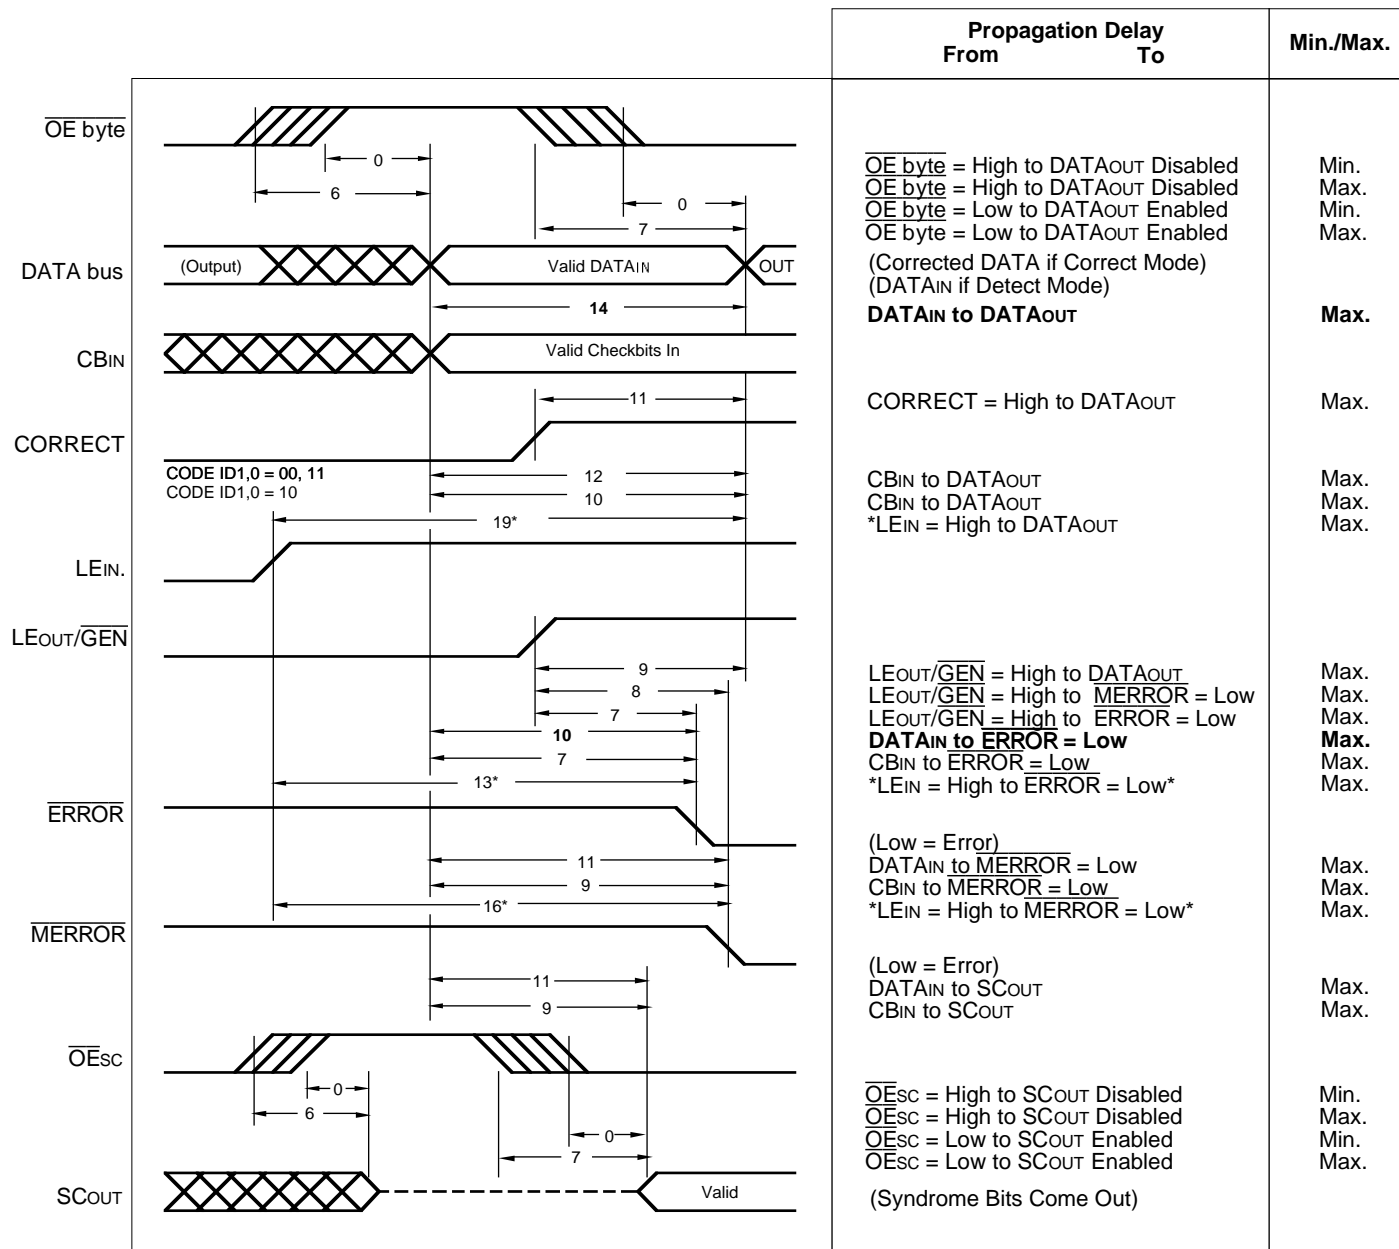 Propagation Delay
From To
Min./Max.
OE byte
0
6
0
7
OE byte = High to DATAOUT Disabled Min.
OE byte = High to DATAOUT Disabled Max.
OE byte = Low to DATAOUT Enabled Min.
OE byte = Low to DATAOUT Enabled Max.
DATA bus
(Output)
Valid DATAIN
OUT
(Corrected DATA if Correct Mode)
(DATAIN if Detect Mode)
14
DATAIN to DATAOUT Max.
CBIN
Valid Checkbits In
11
CORRECT = High to DATAOUT Max.
CORRECT
CODE ID1,0 = 00, 11
CODE ID1,0 = 10
12
10
19*
CBIN to DATAOUT Max.
CBIN to DATAOUT Max.
*LEIN = High to DATAOUT Max.
LEIN.
LEOUT/GEN
9
8
7
10
7
13*
LEOUT/GEN = High to DATAOUT Max.
LEOUT/GEN = High to MERROR = Low Max.
LEOUT/GEN = High to ERROR = Low Max.
DATAIN to ERROR = Low Max.
CBIN to ERROR = Low Max.
*LEIN = High to ERROR = Low* Max.
ERROR
(Low = Error)
11
9
16*
DATAIN to MERROR = Low Max.
CBIN to MERROR = Low Max.
*LEIN = High to MERROR = Low* Max.
MERROR
(Low = Error)
11
9
DATAIN to SCOUT Max.
CBIN to SCOUT Max.
OESC
0
6
0
7
OESC = High to SCOUT Disabled Min.
OESC = High to SCOUT Disabled Max.
OESC = Low to SCOUT Enabled Min.
OESC = Low to SCOUT Enabled Max.
SCOUT
Valid
(Syndrome Bits Come Out)